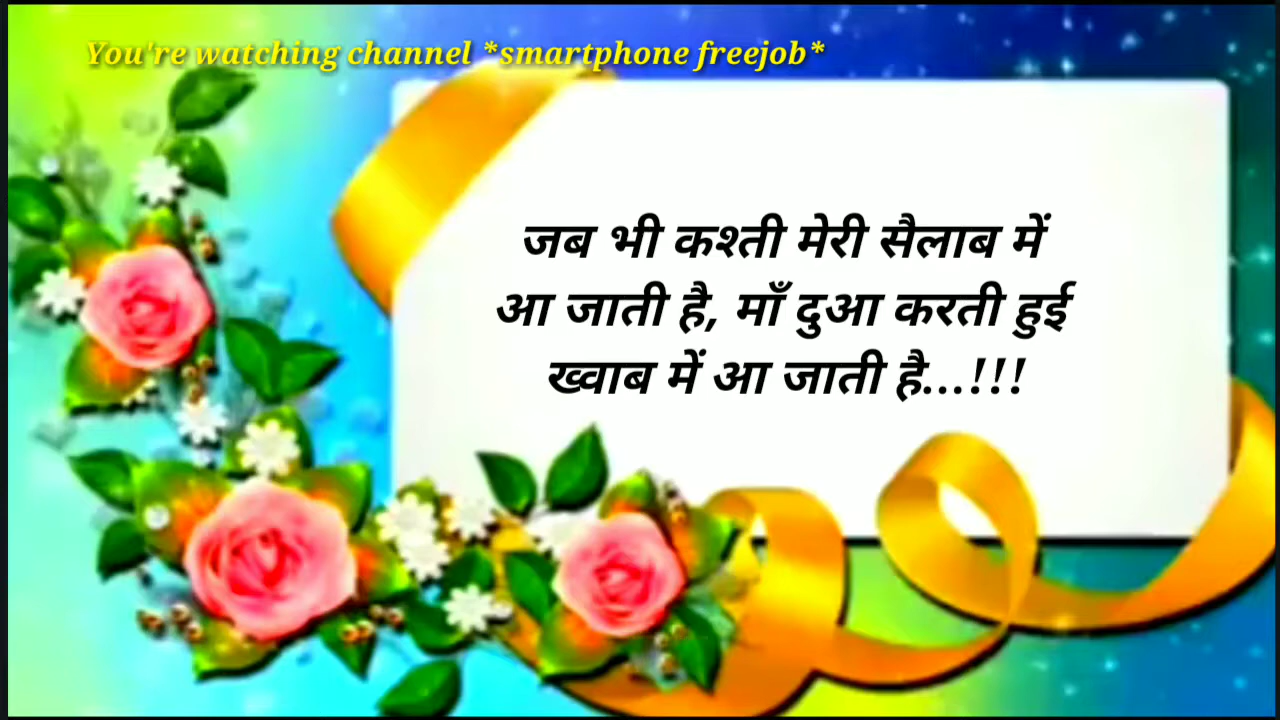 You're watching channel *smartphone freejob*
जब भी कश्ती मेरी सैलाब में
आ जाती है, माँ दुआ करती हुई
ख्वाब में आ जाती है...!!!